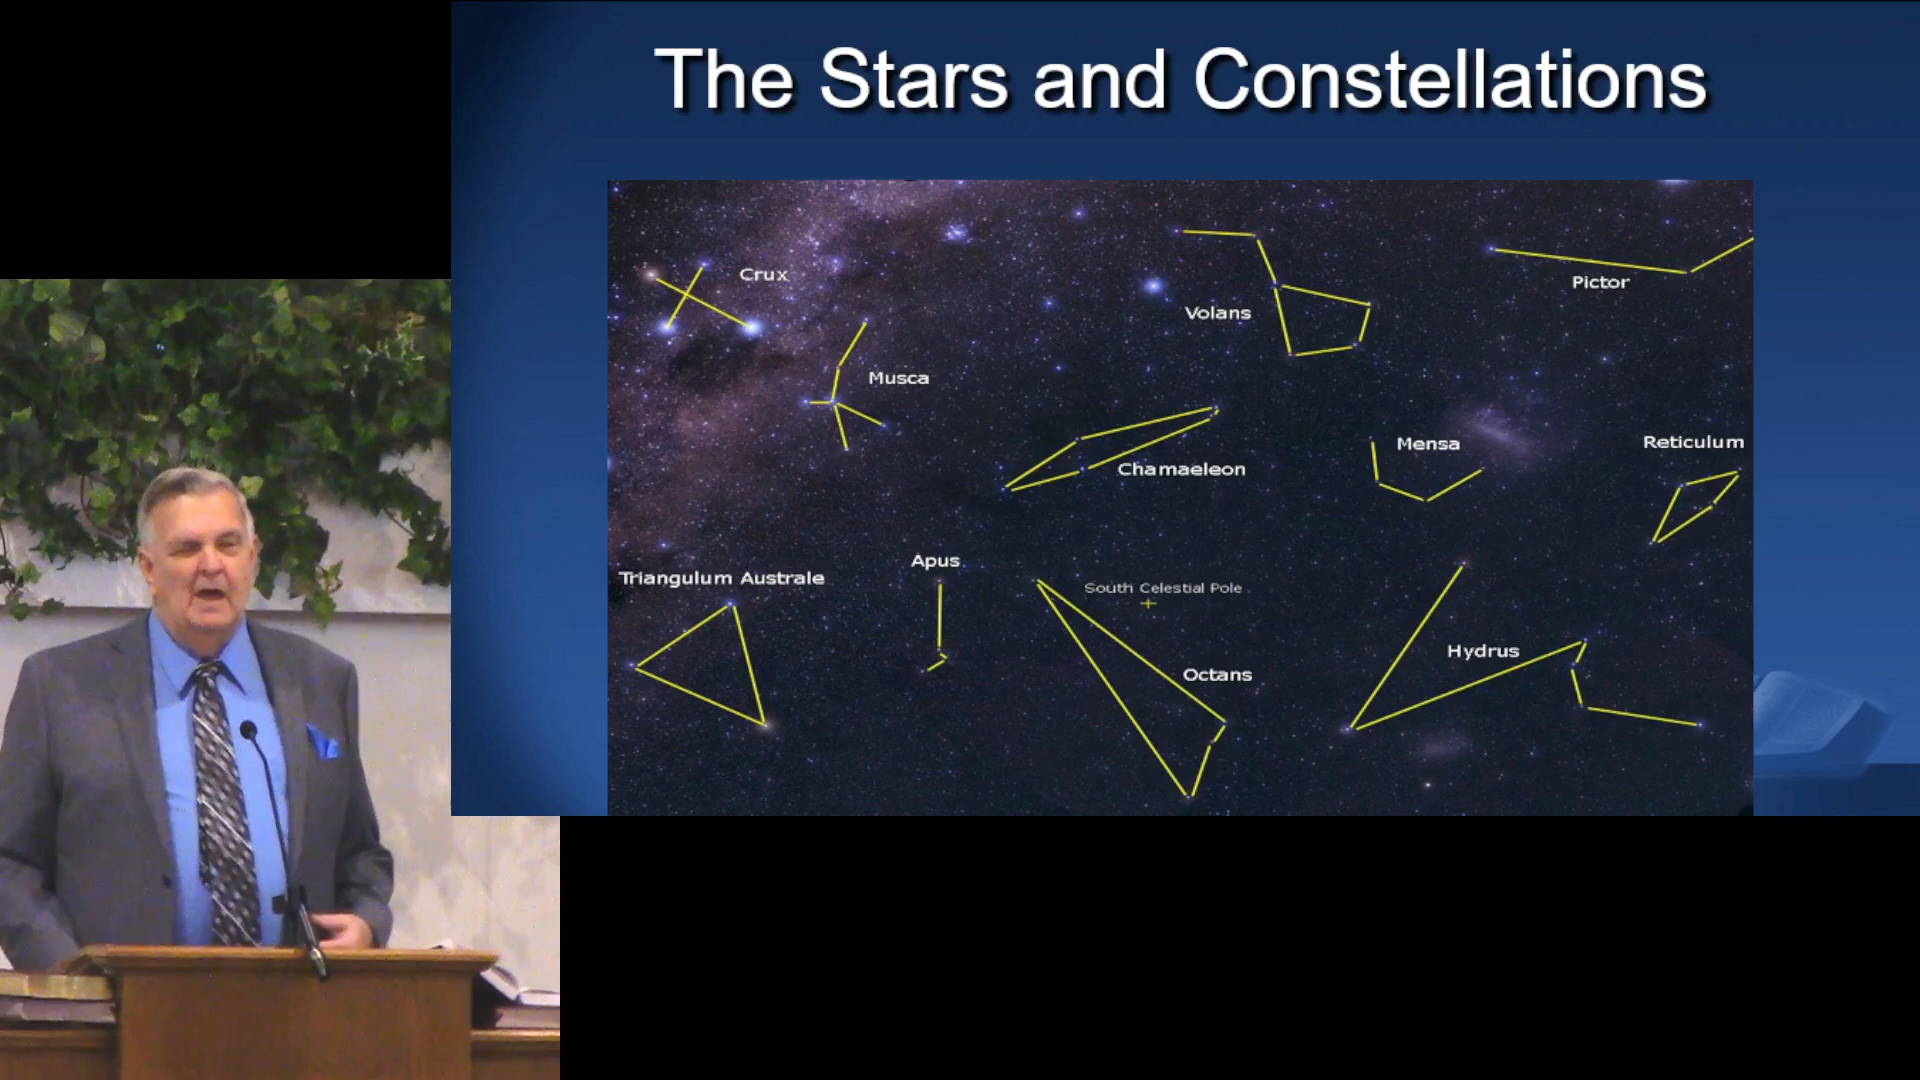 The Stars and Constellations
Crux
Volans
Pictor
Musca
Chamaeleon
Mensa
Reticulum
Triangulum Australe
Apus
South Celestial Pole
Octans
Hydrus